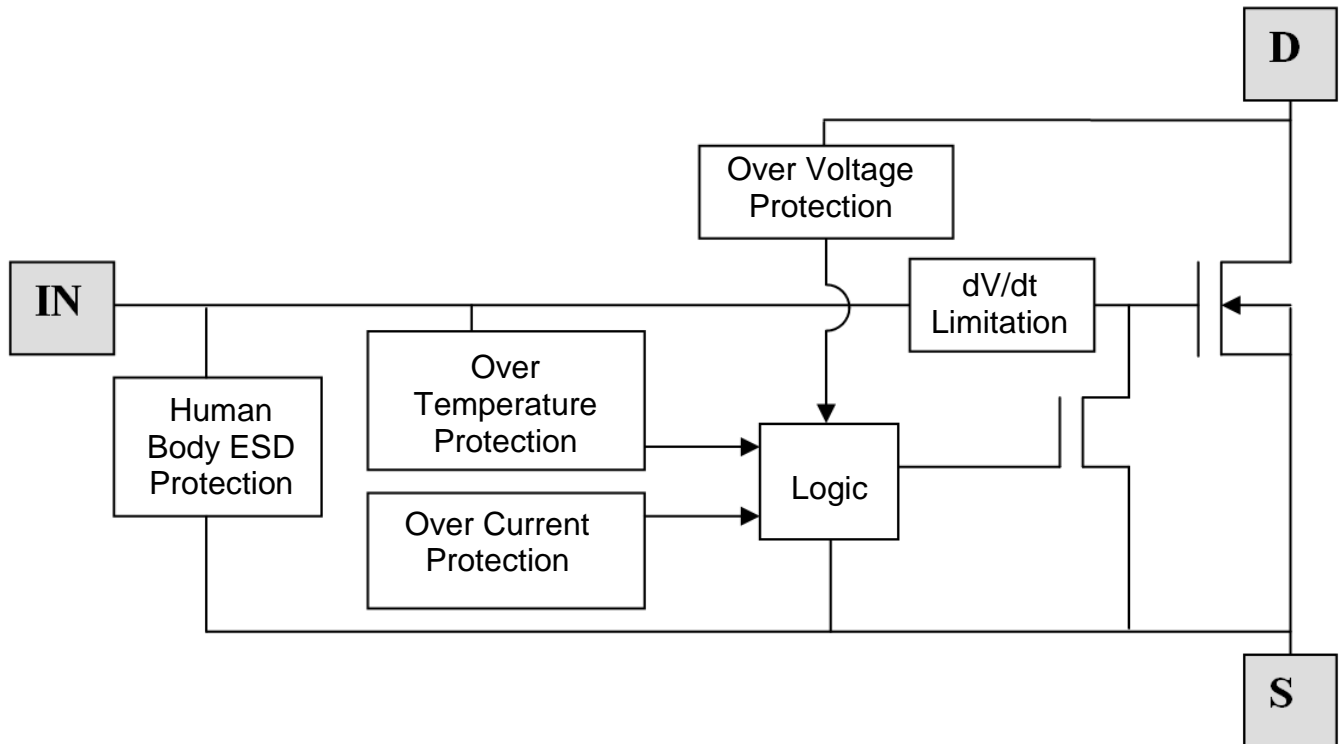 D
Over Voltage
Protection
IN
dV/dt
Limitation
Over
Temperature
Protection
Human
Body ESD
Protection
Logic
Over Current
Protection
S